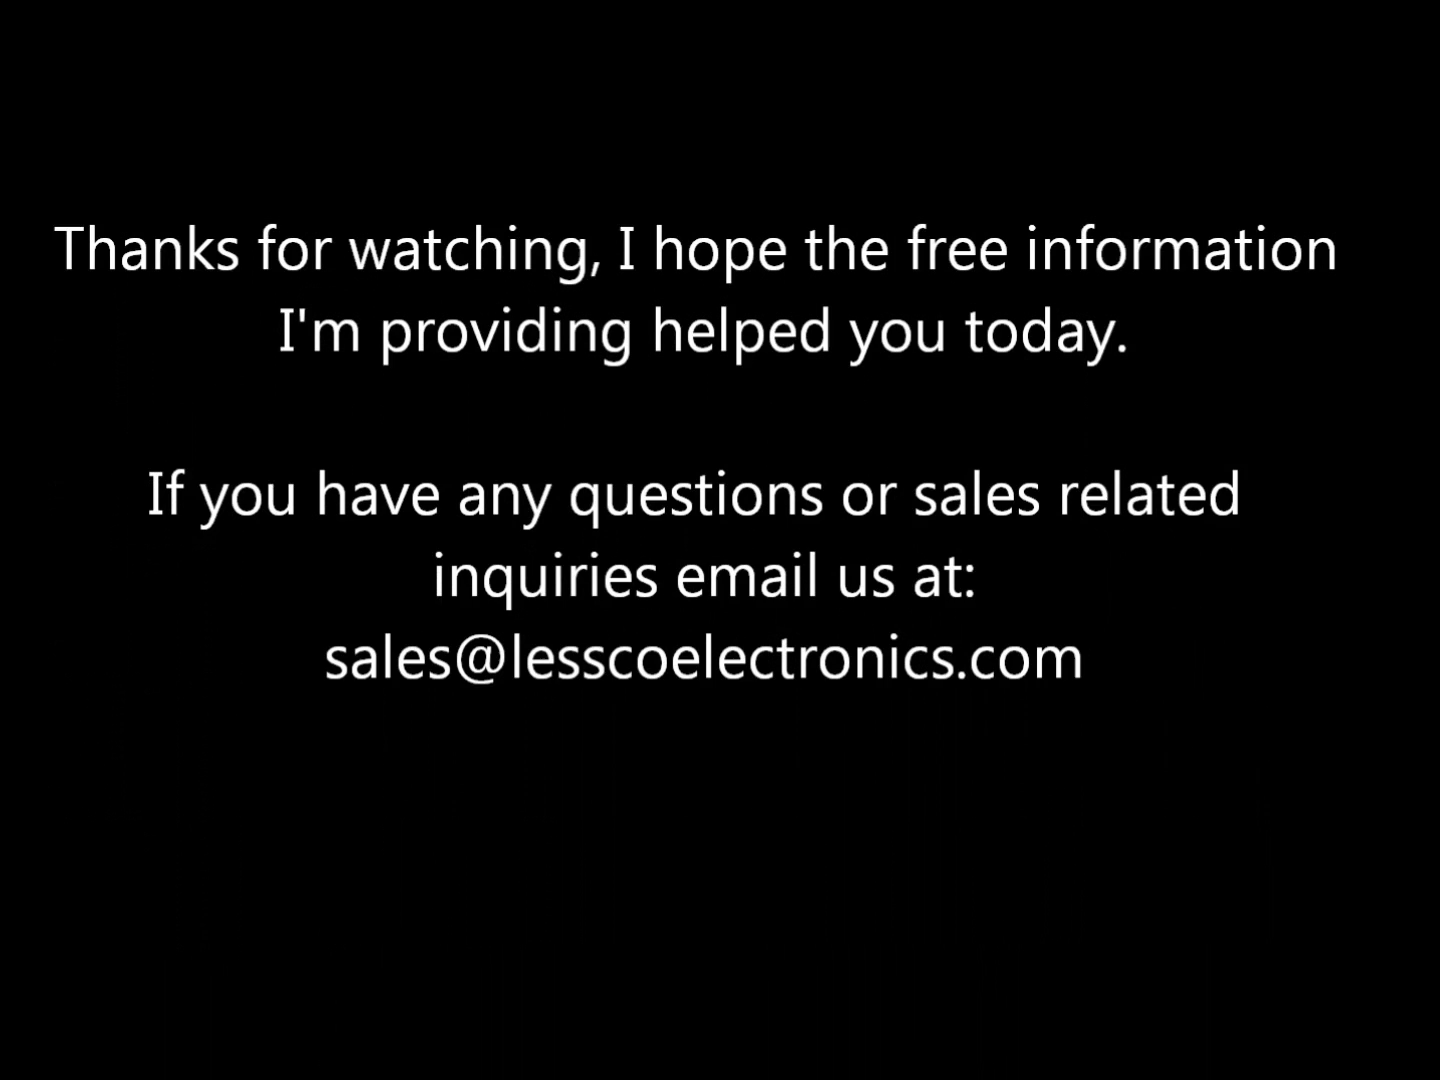 Thanks for watching, I hope the free information
I'm providing helped you today.
If you have any questions or sales related
inquiries email us at:
sales@lesscoelectronics.com